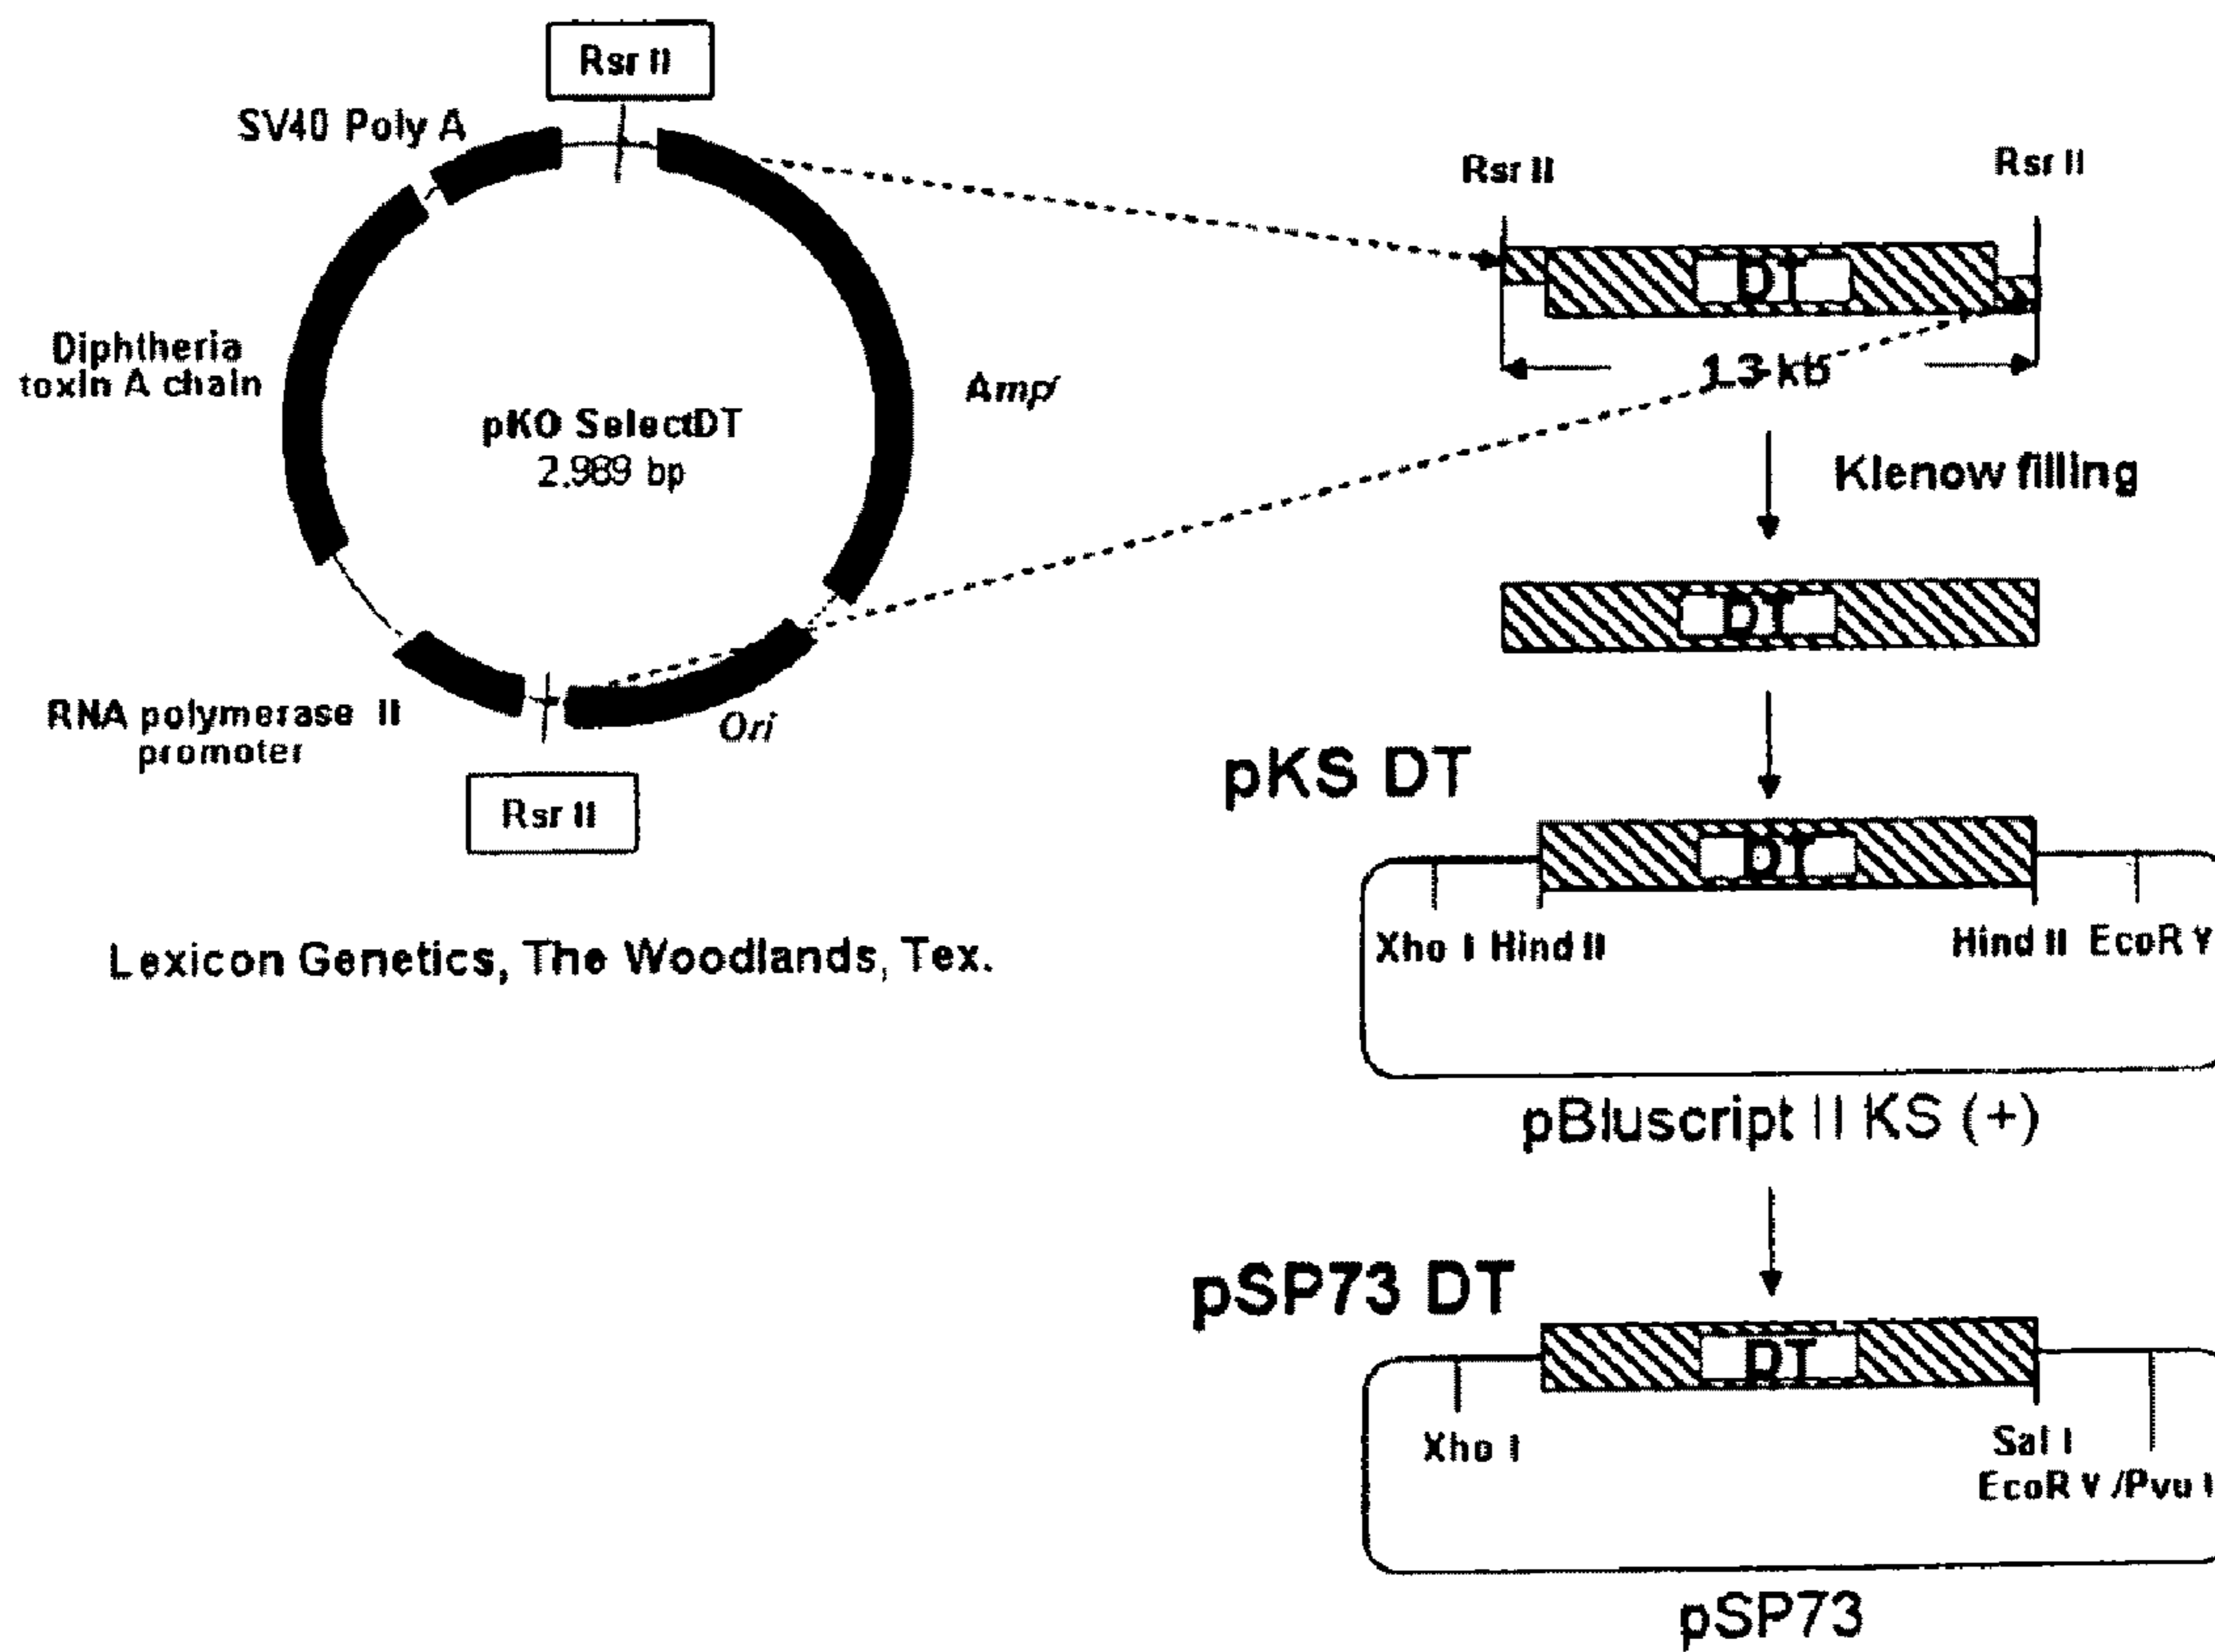 Rsr II
SV40 Poly A
Diphtheria
toxin A chain
pKO SelectDT
2.989 bp
Ampr
Ori
RNA polymerase II
promoter
Rsr II
Lexicon Genetics, The Woodlands, Tex.
Rsr II
Rsr II
DT
1.3 kb
Klenow filling
DT
pKS DT
DT
Xho I Hind II
Hind II EcoR V
pBluscript II KS (+)
pSP73 DT
DT
Xho I
Sal I
EcoR V /Pvu I
pSP73